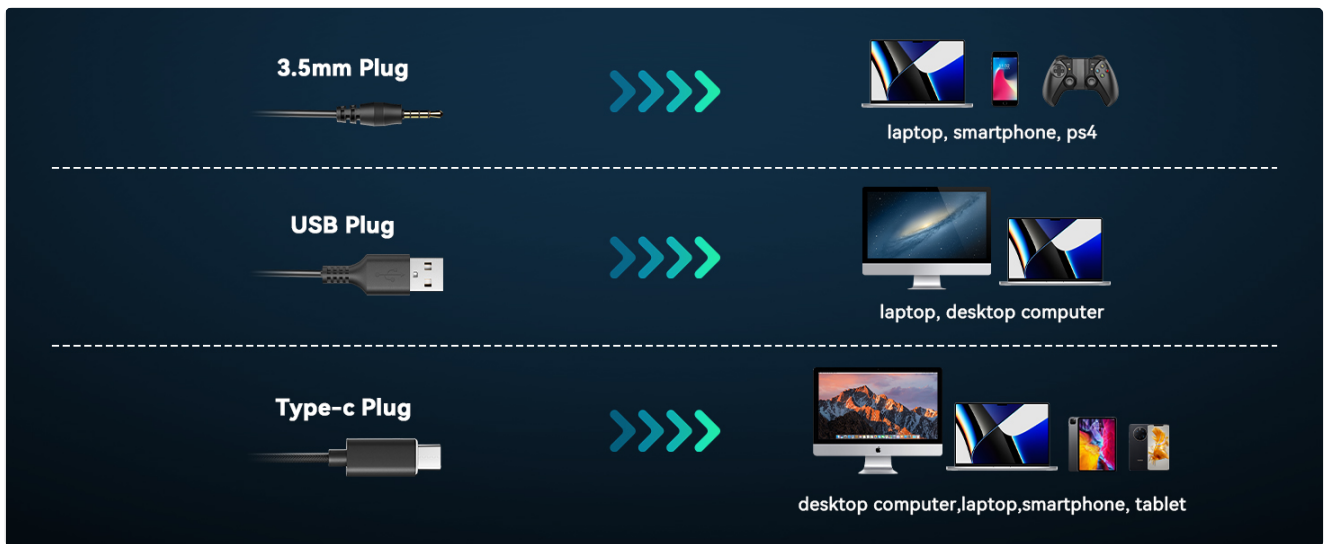 3.5mm Plug
laptop, smartphone, ps4
USB Plug
laptop, desktop computer
Type-c Plug
desktop computer,laptop,smartphone, tablet